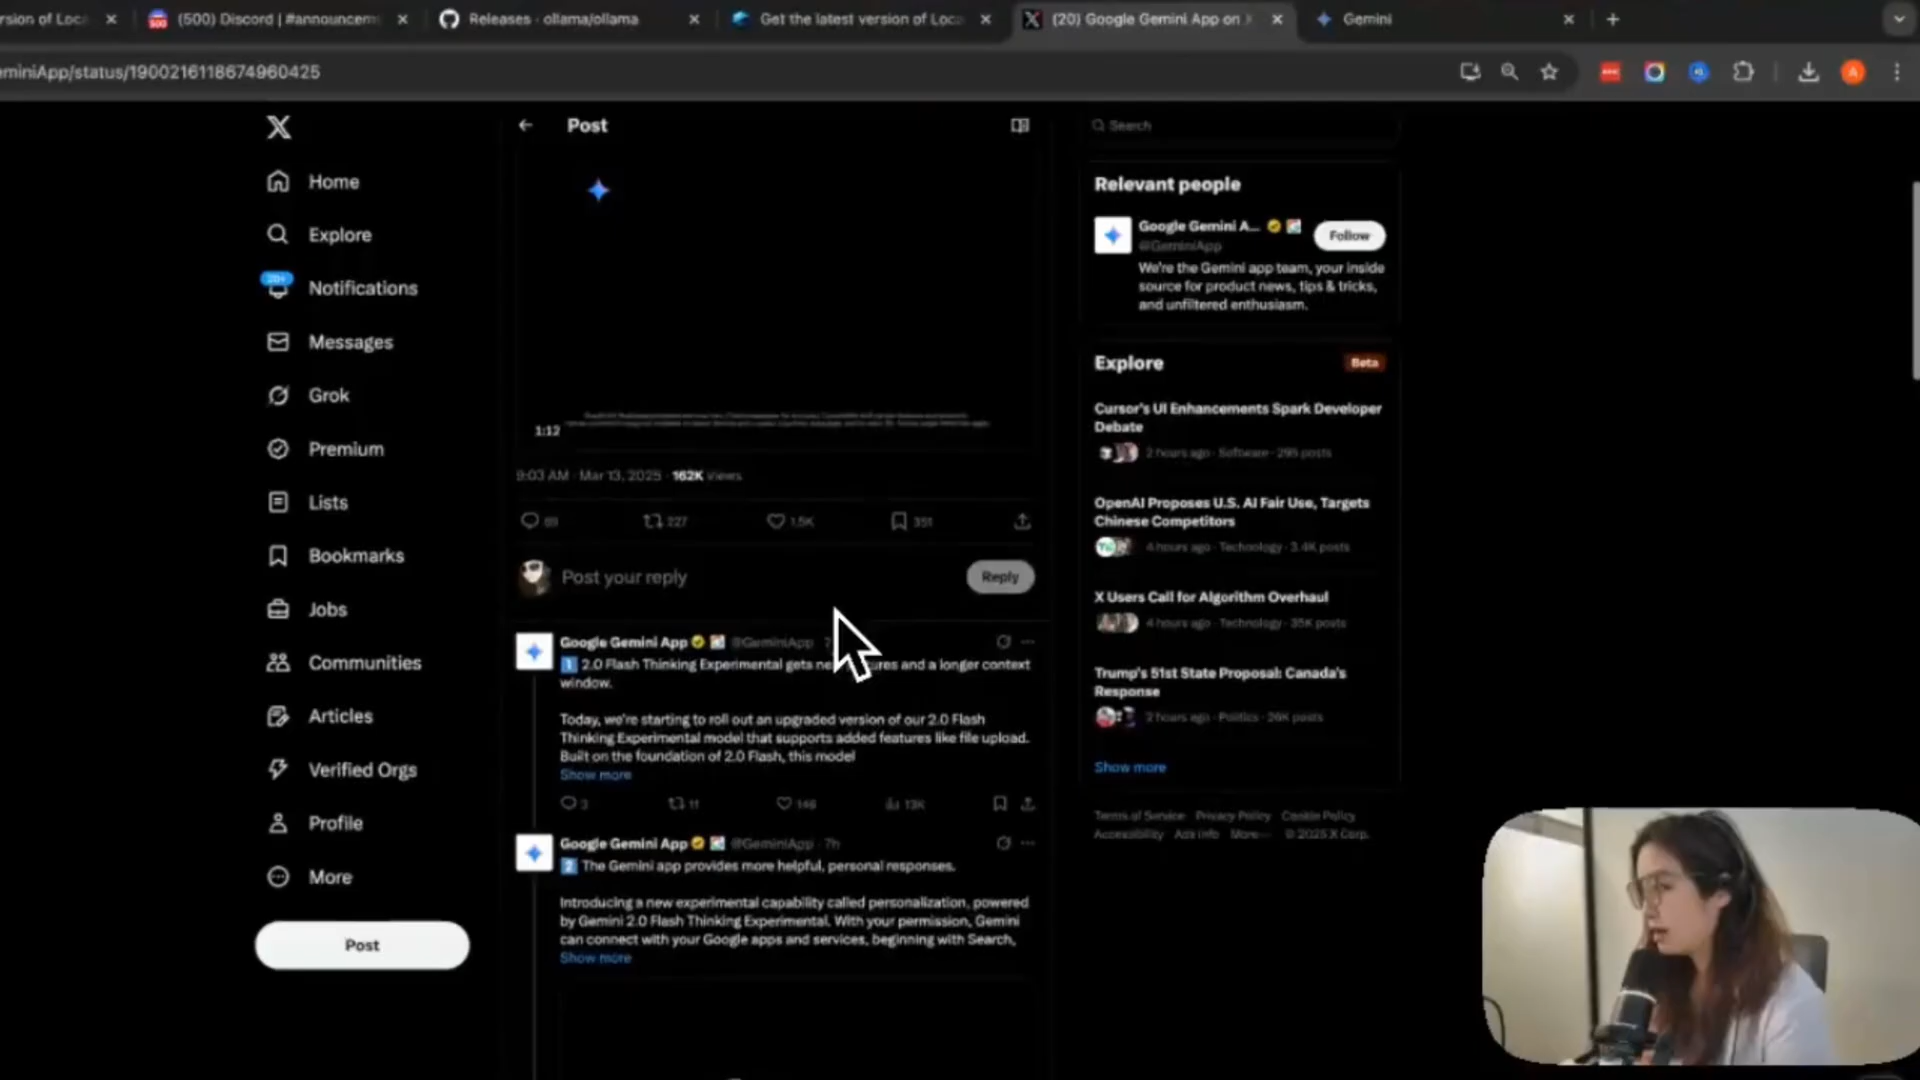 rsion of Loca
(500) Discord | #announcem
Releases · ollama/ollama
Get the latest version of Loca
(20) Google Gemini App on X
Gemini
eminiApp/status/1900216118674960425
Home
Explore
20+
Notifications
Messages
Grok
Premium
Lists
Bookmarks
Jobs
Communities
Articles
Verified Orgs
Profile
More
Post
Post
1:12
9:03 AM · Mar 13, 2025 · 162K Views
227
1.5K
351
Post your reply
Reply
Google Gemini App @GeminiApp
1 2.0 Flash Thinking Experimental gets and a longer context
window.
Today, we're starting to roll out an upgraded version of our 2.0 Flash
Thinking Experimental model that supports added features like file upload.
Built on the foundation of 2.0 Flash, this model
Show more
3
11
146
13K
Google Gemini App @GeminiApp · 7h
2 The Gemini app provides more helpful, personal responses.
Introducing a new experimental capability called personalization, powered
by Gemini 2.0 Flash Thinking Experimental. With your permission, Gemini
can connect with your Google apps and services, beginning with Search,
Show more
Search
Relevant people
Google Gemini A...
@GeminiApp
Follow
We're the Gemini app team, your inside
source for product news, tips & tricks,
and unfiltered enthusiasm.
Explore
Beta
Cursor's UI Enhancements Spark Developer
Debate
2 hours ago · Software · 295 posts
OpenAI Proposes U.S. AI Fair Use, Targets
Chinese Competitors
4 hours ago · Technology · 3.4K posts
X Users Call for Algorithm Overhaul
4 hours ago · Technology · 35K posts
Trump's 51st State Proposal: Canada's
Response
2 hours ago · Politics · 26K posts
Show more
Terms of Service Privacy Policy Cookie Policy
Accessibility Ads info More... © 2025 X Corp.